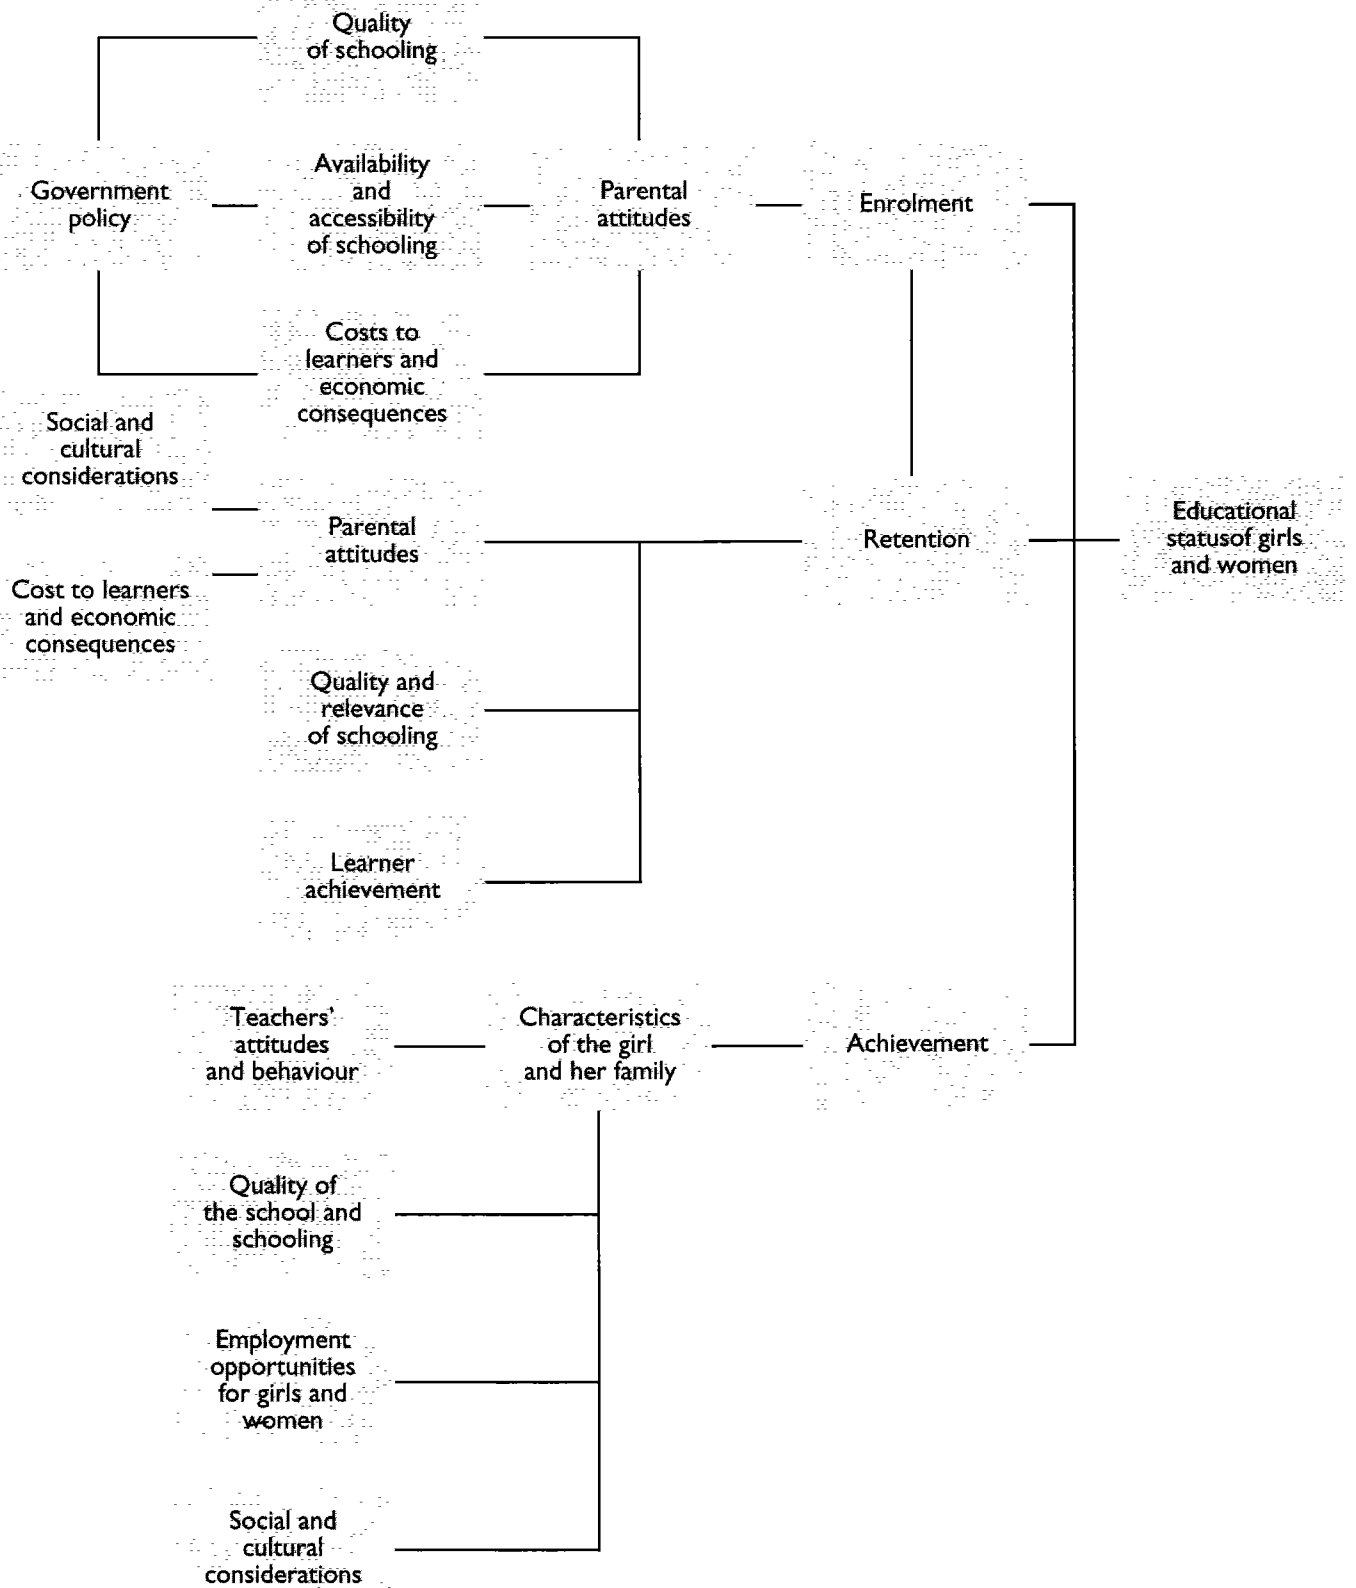 Quality
of schooling
Government
policy
Availability
and
accessibility
of schooling
Parental
attitudes
Enrolment
Costs to
learners and
economic
consequences
Social and
cultural
considerations
Parental
attitudes
Retention
Educational
statusof girls
and women
Cost to learners
and economic
consequences
Quality and
relevance
of schooling
Learner
achievement
Teachers'
attitudes
and behaviour
Characteristics
of the girl
and her family
Achievement
Quality of
the school and
schooling
Employment
opportunities
for girls and
women
Social and
cultural
considerations